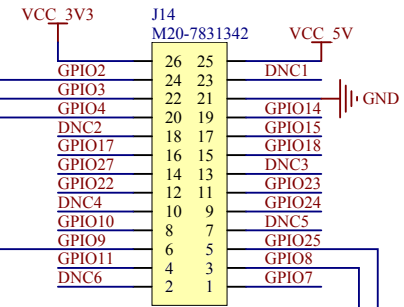 VCC_3V3
J14
M20-7831342
VCC_5V
26 25
GPIO2 24 23 DNC1
GPIO3 22 21 GND
GPIO4 20 19 GPIO14
DNC2 18 17 GPIO15
GPIO17 16 15 GPIO18
GPIO27 14 13 DNC3
GPIO22 12 11 GPIO23
DNC4 10 9 GPIO24
GPIO10 8 7 DNC5
GPIO9 6 5 GPIO25
GPIO11 4 3 GPIO8
DNC6 2 1 GPIO7